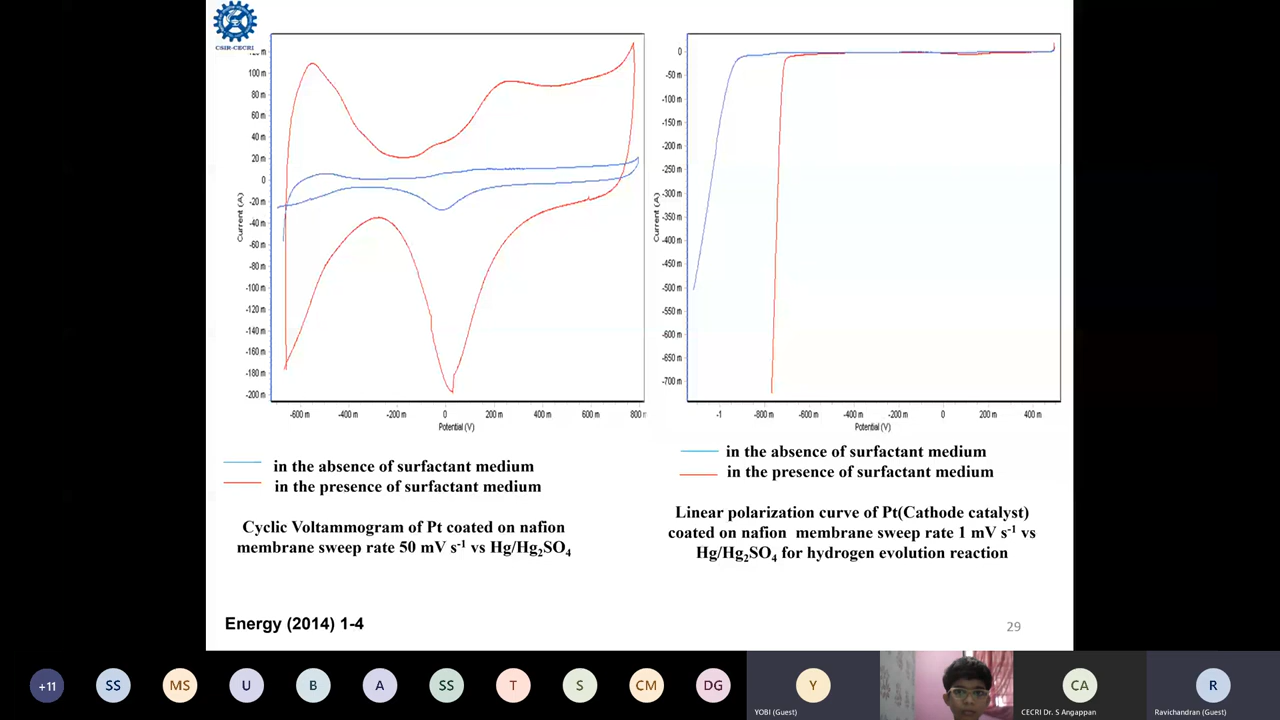 CSIR-CECRI
100 m
80 m
60 m
40 m
20 m
0
-20 m
-40 m
-60 m
-80 m
-100 m
-120 m
-140 m
-160 m
-180 m
-200 m
Current (A)
-600 m -400 m -200 m 0 200 m 400 m 600 m 800 m
Potential (V)
0
-50 m
-100 m
-150 m
-200 m
-250 m
-300 m
-350 m
-400 m
-450 m
-500 m
-550 m
-600 m
-650 m
-700 m
Current (A)
-1 -800 m -600 m -400 m -200 m 0 200 m 400 m
Potential (V)
in the absence of surfactant medium
in the presence of surfactant medium
Cyclic Voltammogram of Pt coated on nafion
membrane sweep rate 50 mV s⁻¹ vs Hg/Hg₂SO₄
in the absence of surfactant medium
in the presence of surfactant medium
Linear polarization curve of Pt(Cathode catalyst)
coated on nafion membrane sweep rate 1 mV s⁻¹ vs
Hg/Hg₂SO₄ for hydrogen evolution reaction
Energy (2014) 1-4
29
+11 SS MS U B A SS T S CM DG Y CA R
YOBI (Guest) CECRI Dr. S Angappan Ravichandran (Guest)